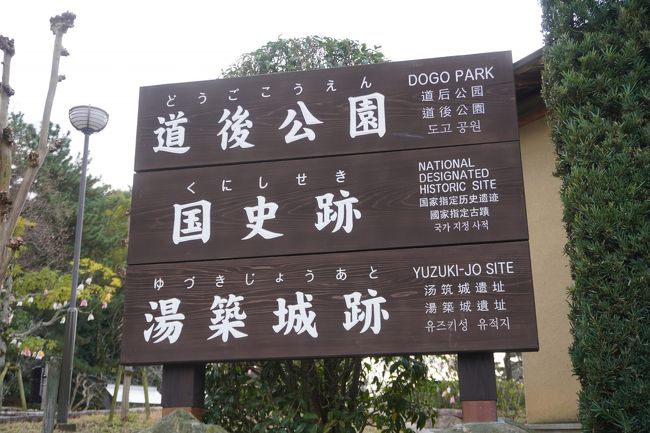 どうごこうえん
道後公園
DOGO PARK
道后公园
道後公園
도고 공원
くにしせき
国史跡
NATIONAL
DESIGNATED
HISTORIC SITE
国家指定历史遗迹
國家指定古蹟
국가 지정 사적
ゆづきじょうあと
湯築城跡
YUZUKI-JO SITE
汤筑城遗址
湯築城遺址
유즈키성 유적지